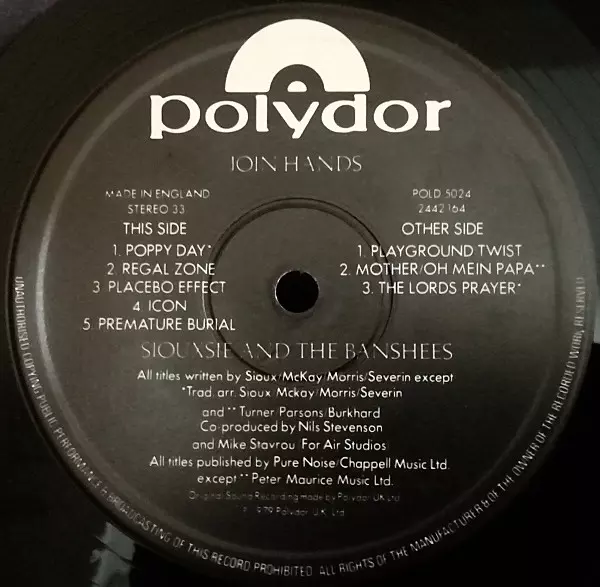 polydor
JOIN HANDS
MADE IN ENGLAND
STEREO 33
THIS SIDE
1. POPPY DAY*
2. REGAL ZONE
3 PLACEBO EFFECT
4 ICON
5 PREMATURE BURIAL
POLD 5024
2442 164
OTHER SIDE
1. PLAYGROUND TWIST
2. MOTHER/OH MEIN PAPA**
3. THE LORDS PRAYER*
SIOUXSIE AND THE BANSHEES
All titles written by Sioux/McKay/Morris/Severin except
*Trad. arr. Sioux/Mckay/Morris/Severin
and ** Turner/Parsons/Burkhard
Co-produced by Nils Stevenson
and Mike Stavrou For Air Studios
All titles published by Pure Noise/Chappell Music Ltd.
except ** Peter Maurice Music Ltd.
Original Sound Recording made by Polydor UK Ltd
P 1979 Polydor U.K. Ltd.
UNAUTHORISED COPYING PUBLIC PERFORMANCE & BROADCASTING OF THIS RECORD PROHIBITED. ALL RIGHTS OF THE MANUFACTURER & OF THE OWNER OF THE RECORDED WORK RESERVED